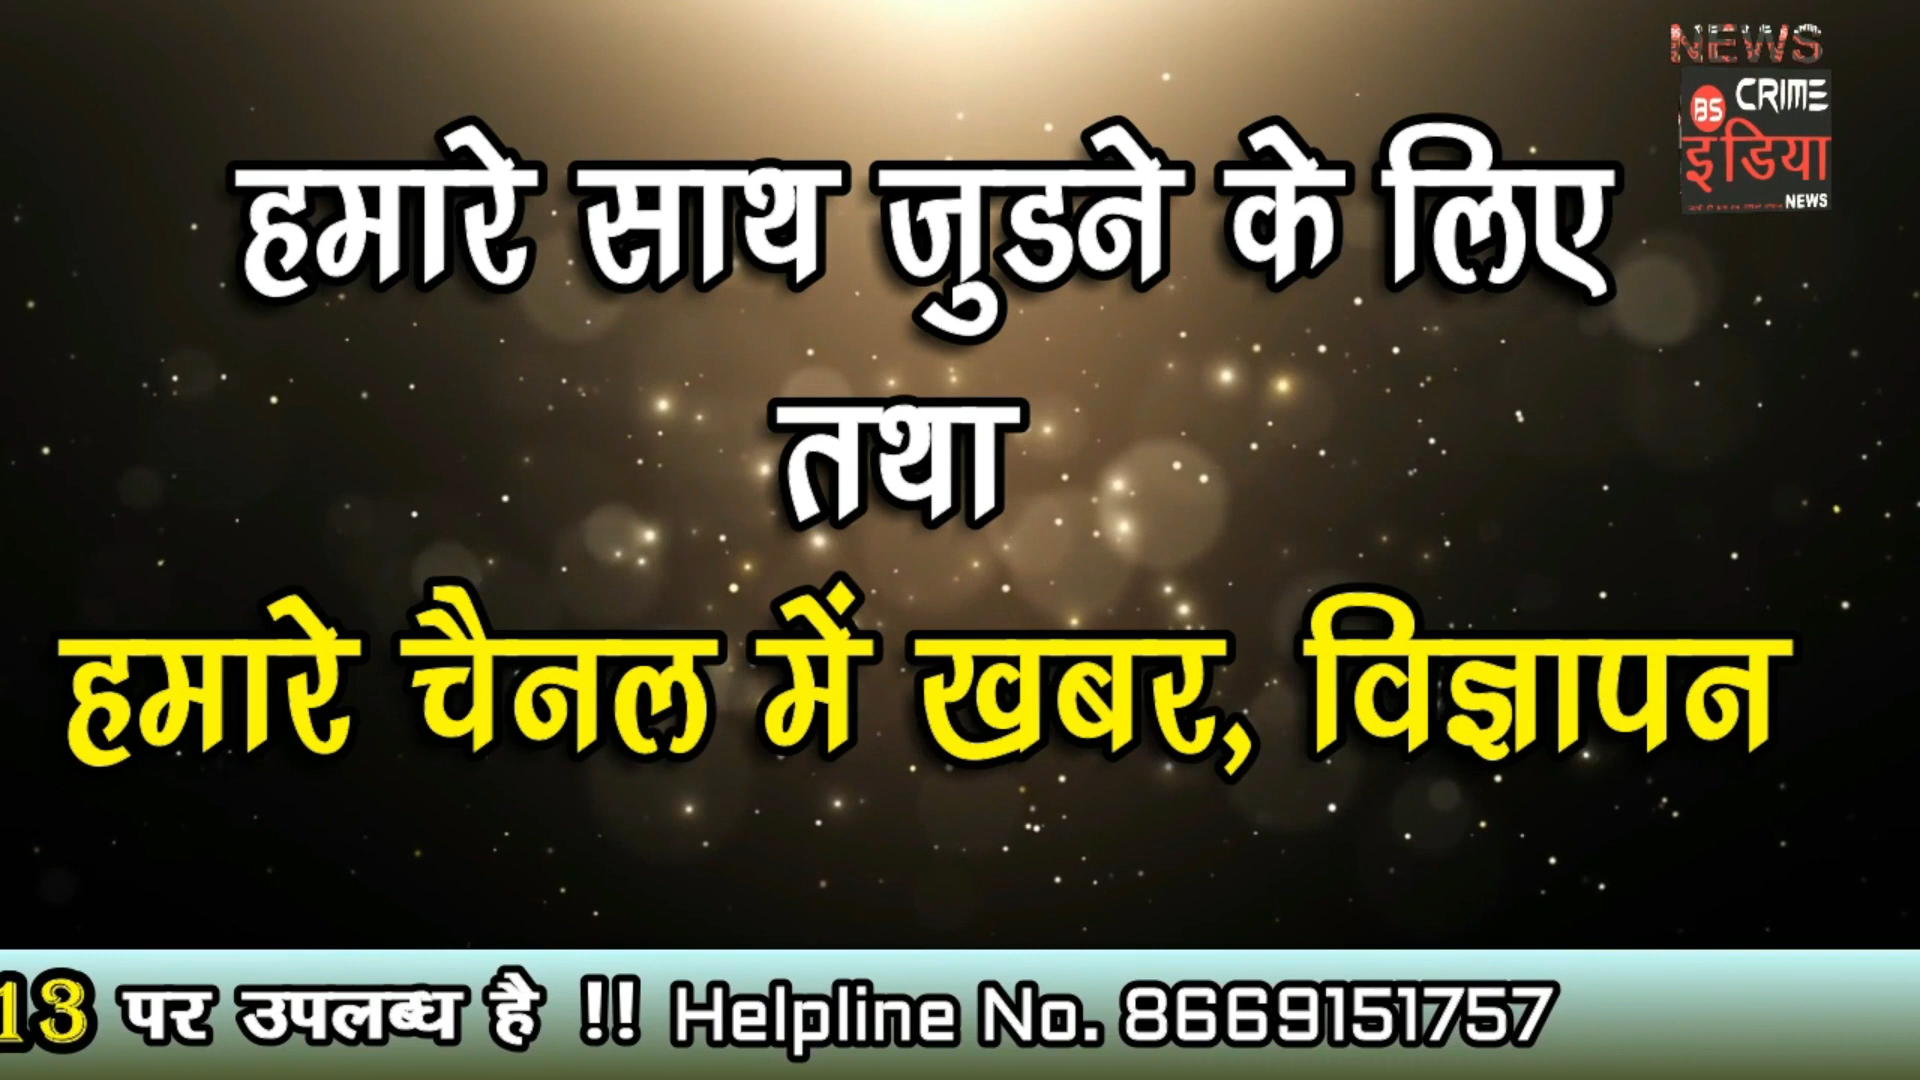 NEWS
BS CRIME
इंडिया
NEWS
हमारे साथ जुडने के लिए
तथा
हमारे चैनल में खबर, विज्ञापन
13 पर उपलब्ध है !! Helpline No. 8669151757